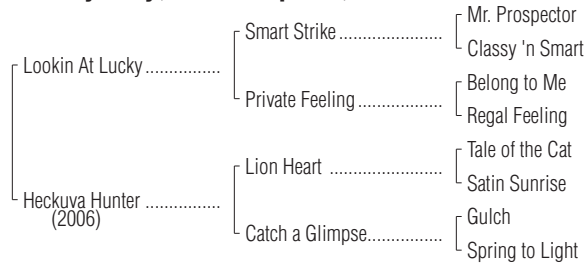 Mr. Prospector
Smart Strike ..................
Classy 'n Smart
Lookin At Lucky ................
Belong to Me
Private Feeling ...................
Regal Feeling
Tale of the Cat
Lion Heart ...................
Satin Sunrise
Heckuva Hunter ................
(2006)
Gulch
Catch a Glimpse.................
Spring to Light